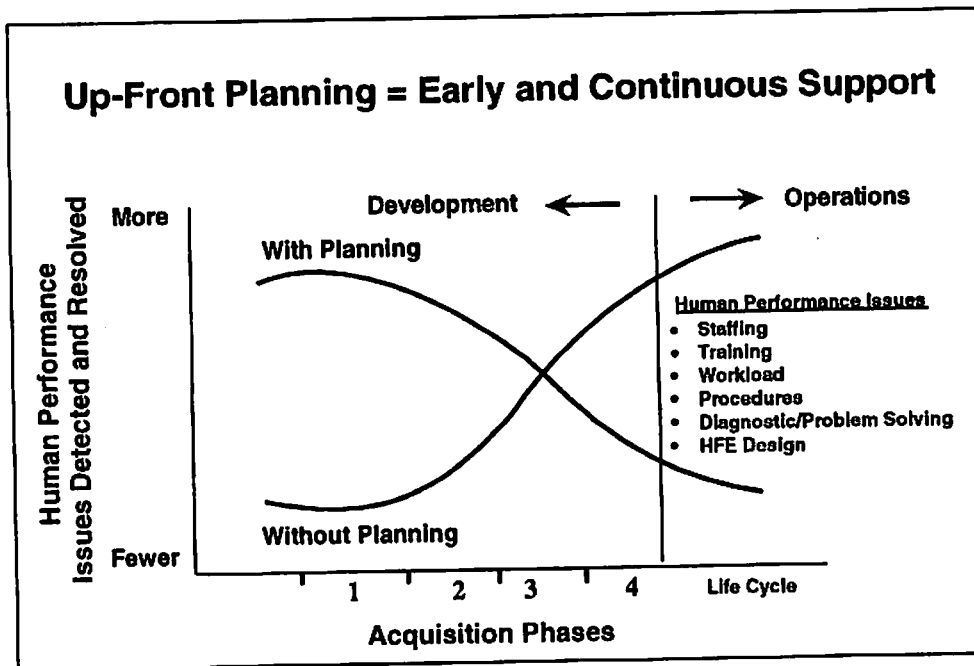 Up-Front Planning = Early and Continuous Support
Human Performance
Issues Detected and Resolved
More
Fewer
Development
Operations
With Planning
Without Planning
Human Performance Issues
• Staffing
• Training
• Workload
• Procedures
• Diagnostic/Problem Solving
• HFE Design
1 2 3 4 Life Cycle
Acquisition Phases